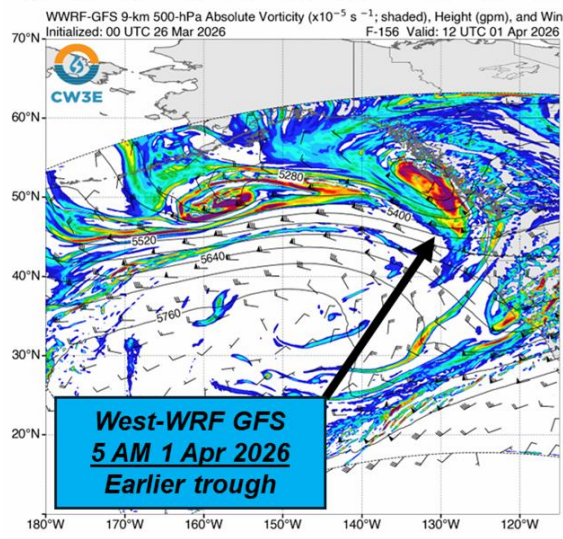 WWRF-GFS 9-km 500-hPa Absolute Vorticity (x10⁻⁵ s ⁻¹; shaded), Height (gpm), and Win
Initialized: 00 UTC 26 Mar 2026 F-156 Valid: 12 UTC 01 Apr 2026
70°N
CW3E
60°N
5280
50°N
5400
5520
5640
40°N
5760
30°N
West-WRF GFS
5 AM 1 Apr 2026
Earlier trough
20°N
180°W 170°W 160°W 150°W 140°W 130°W 120°W